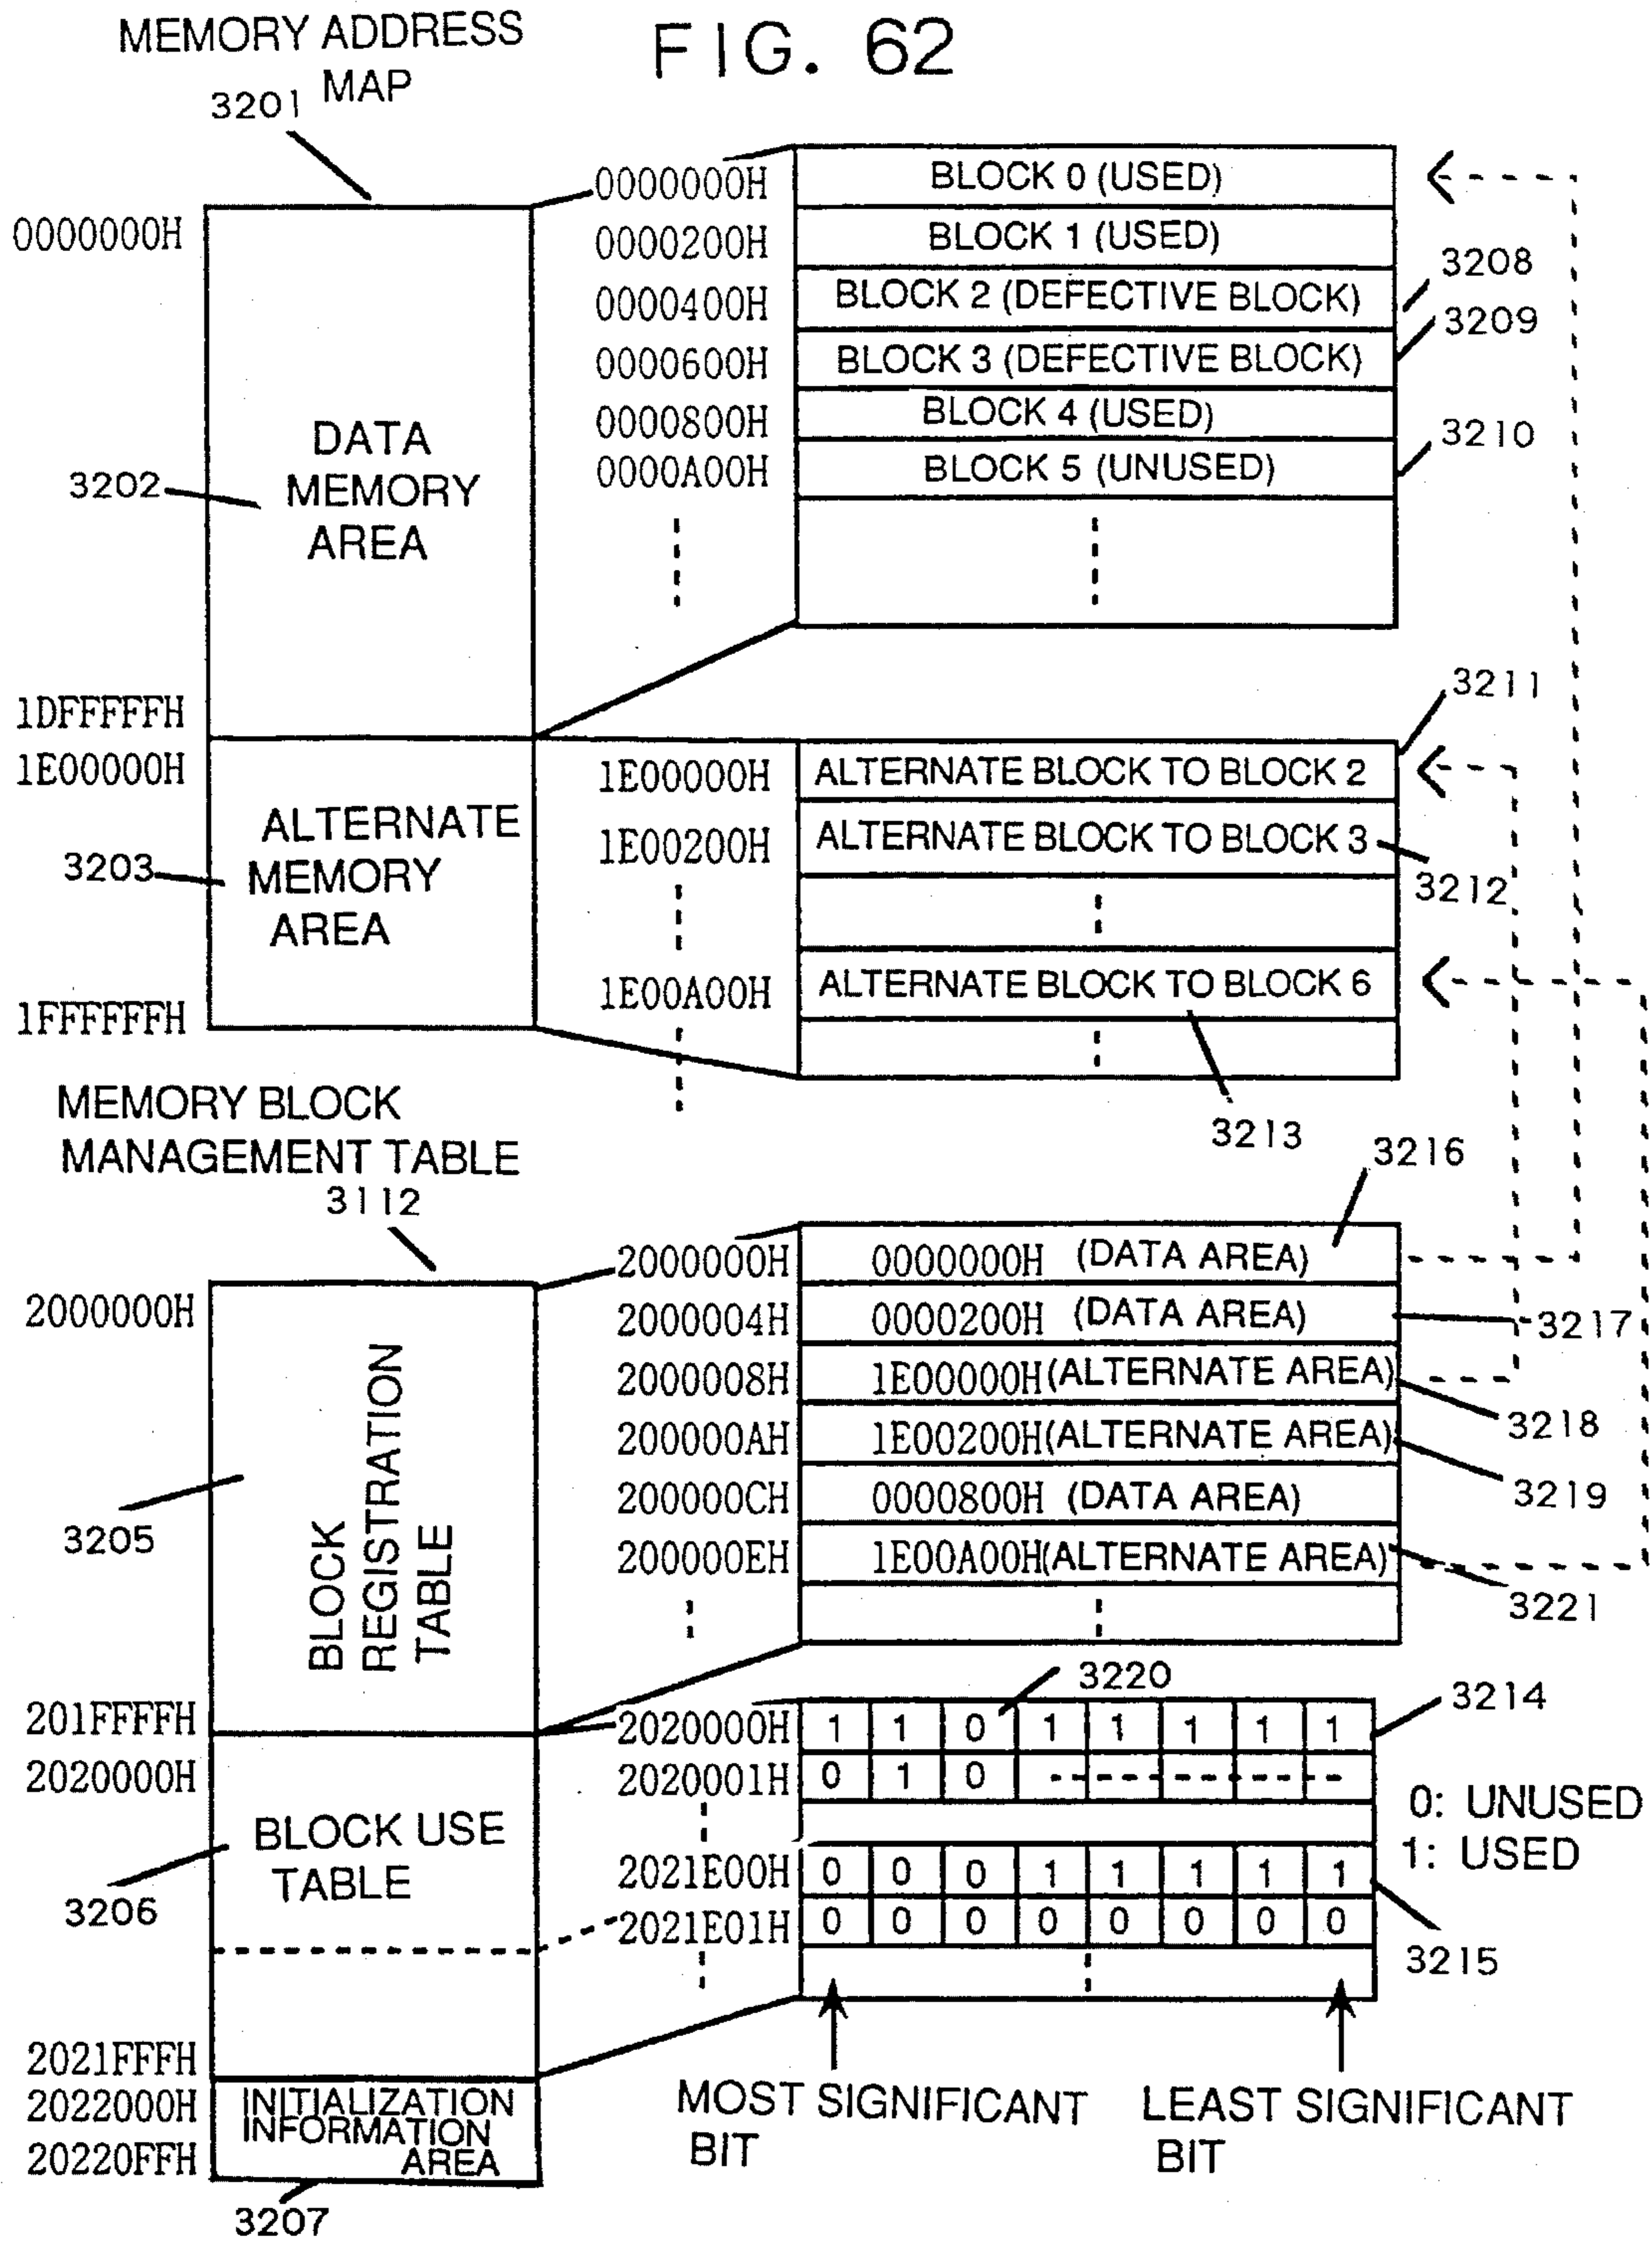 FIG. 62
MEMORY ADDRESS
MAP
3201
0000000H
DATA
MEMORY
AREA
3202
1DFFFFFH
1E00000H
ALTERNATE
MEMORY
AREA
3203
1FFFFFFH
0000000H BLOCK 0 (USED)
0000200H BLOCK 1 (USED)
0000400H BLOCK 2 (DEFECTIVE BLOCK) 3208
0000600H BLOCK 3 (DEFECTIVE BLOCK) 3209
0000800H BLOCK 4 (USED)
0000A00H BLOCK 5 (UNUSED) 3210
1E00000H ALTERNATE BLOCK TO BLOCK 2 3211
1E00200H ALTERNATE BLOCK TO BLOCK 3 3212
1E00A00H ALTERNATE BLOCK TO BLOCK 6
3213
MEMORY BLOCK
MANAGEMENT TABLE
3112
2000000H
BLOCK
REGISTRATION
TABLE
3205
201FFFFH
2020000H
BLOCK USE
TABLE
3206
2021FFFH
2022000H
INITIALIZATION
INFORMATION
AREA
20220FFH
3207
3216
2000000H 0000000H (DATA AREA)
2000004H 0000200H (DATA AREA) 3217
2000008H 1E00000H (ALTERNATE AREA) 3218
200000AH 1E00200H (ALTERNATE AREA) 3219
200000CH 0000800H (DATA AREA)
200000EH 1E00A00H (ALTERNATE AREA) 3221
3220
2020000H 1 1 0 1 1 1 1 1 3214
2020001H 0 1 0
0: UNUSED
1: USED
2021E00H 0 0 0 1 1 1 1 1
2021E01H 0 0 0 0 0 0 0 0
3215
MOST SIGNIFICANT
BIT
LEAST SIGNIFICANT
BIT